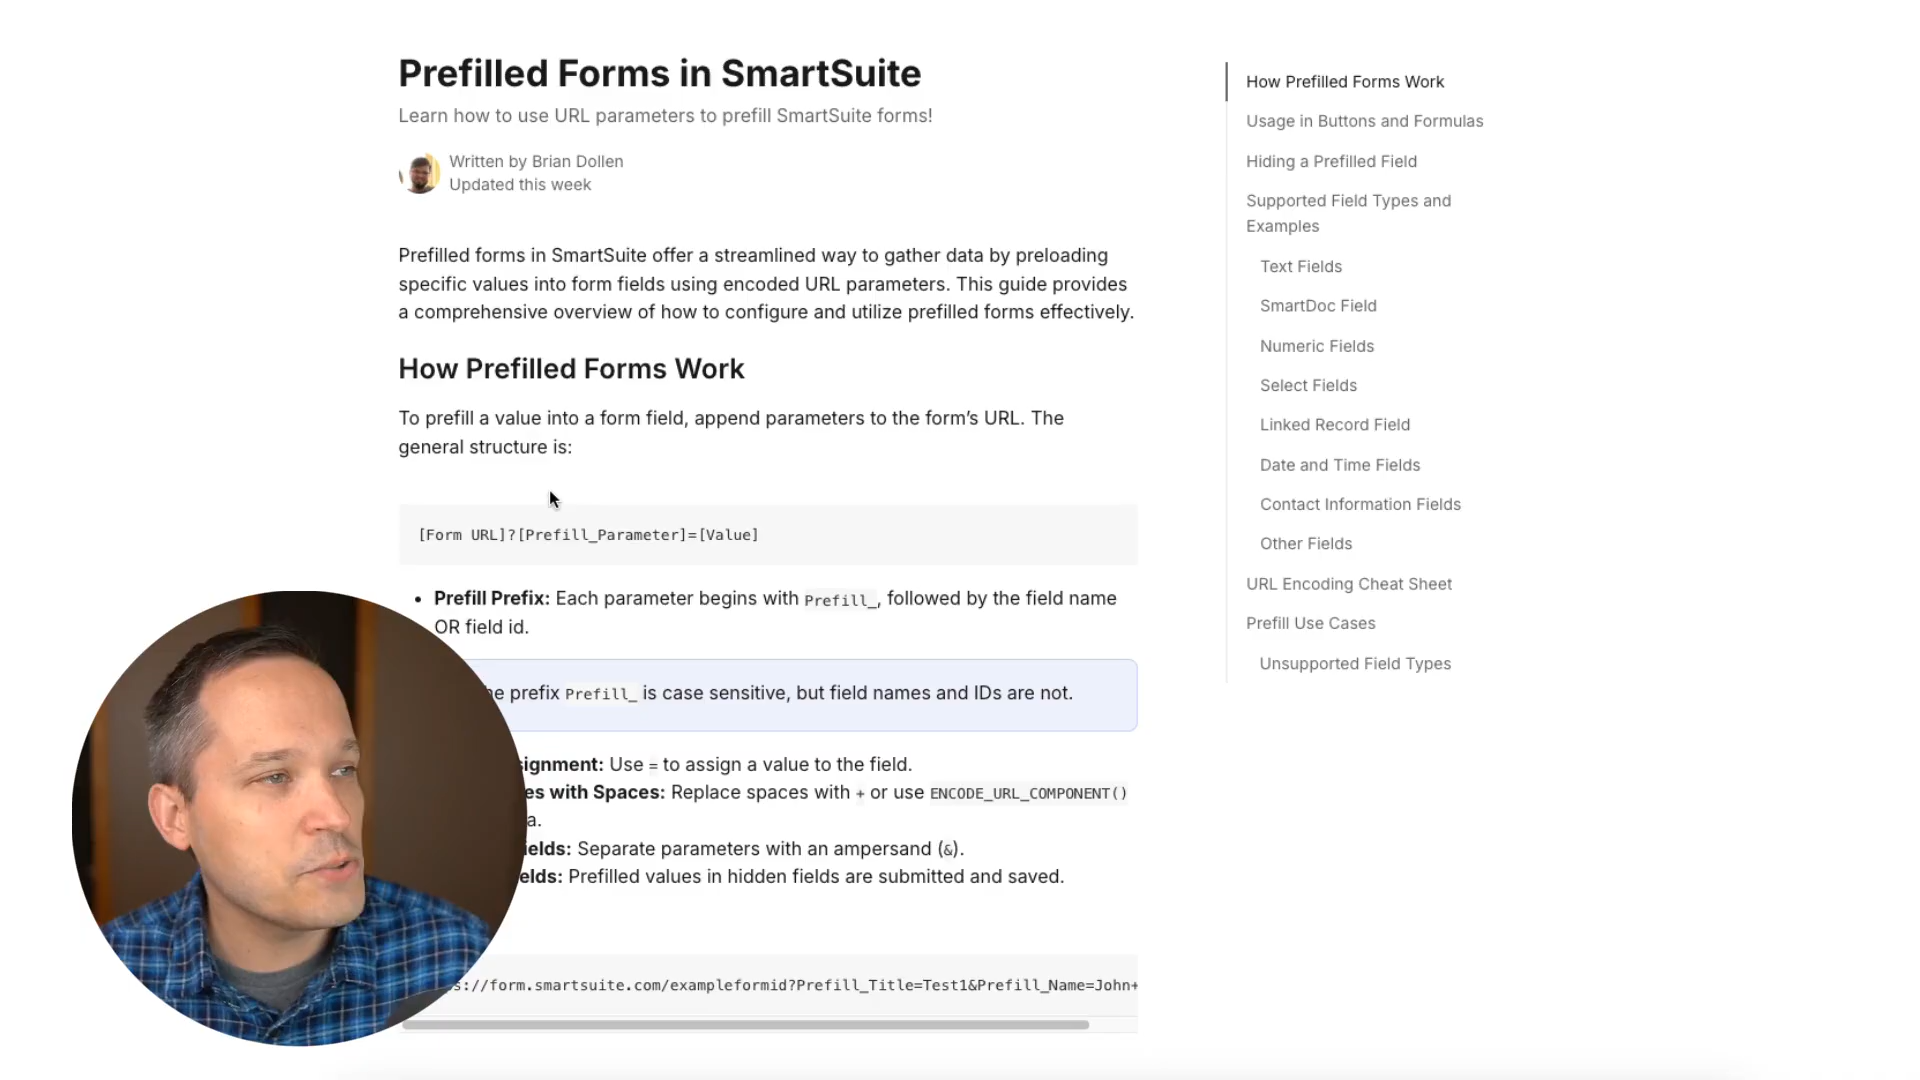 Prefilled Forms in SmartSuite
Learn how to use URL parameters to prefill SmartSuite forms!
Written by Brian Dollen
Updated this week
Prefilled forms in SmartSuite offer a streamlined way to gather data by preloading
specific values into form fields using encoded URL parameters. This guide provides
a comprehensive overview of how to configure and utilize prefilled forms effectively.
How Prefilled Forms Work
To prefill a value into a form field, append parameters to the form’s URL. The
general structure is:
[Form URL]?[Prefill_Parameter]=[Value]
• Prefill Prefix: Each parameter begins with Prefill_, followed by the field name
OR field id.
prefix Prefill_ is case sensitive, but field names and IDs are not.
Use = to assign a value to the field.
with Spaces: Replace spaces with + or use ENCODE_URL_COMPONENT()
Separate parameters with an ampersand (&).
Prefilled values in hidden fields are submitted and saved.
://form.smartsuite.com/exampleformid?Prefill_Title=Test1&Prefill_Name=John+
How Prefilled Forms Work
Usage in Buttons and Formulas
Hiding a Prefilled Field
Supported Field Types and
Examples
Text Fields
SmartDoc Field
Numeric Fields
Select Fields
Linked Record Field
Date and Time Fields
Contact Information Fields
Other Fields
URL Encoding Cheat Sheet
Prefill Use Cases
Unsupported Field Types